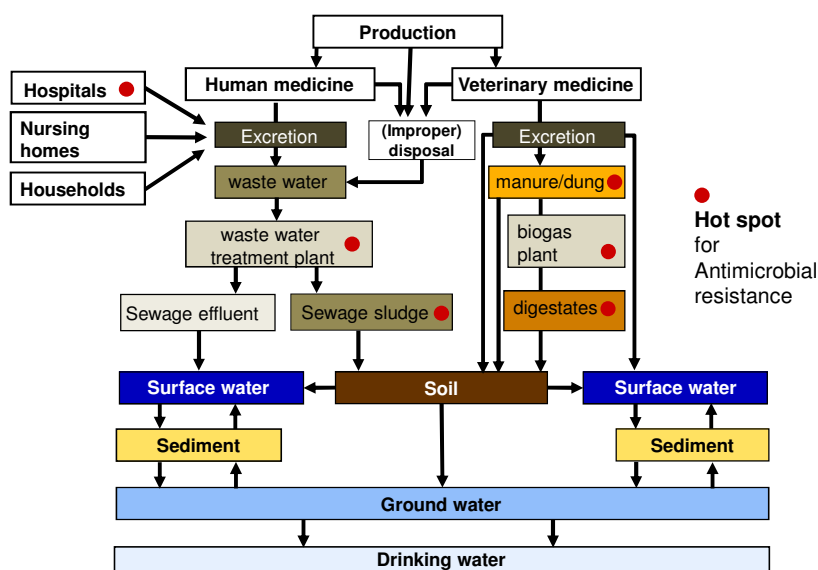 Production
Human medicine
Veterinary medicine
Hospitals
Nursing
homes
Households
Excretion
(Improper)
disposal
Excretion
waste water
manure/dung
waste water
treatment plant
biogas
plant
Hot spot
for
Antimicrobial
resistance
Sewage effluent
Sewage sludge
digestates
Surface water
Soil
Surface water
Sediment
Sediment
Ground water
Drinking water